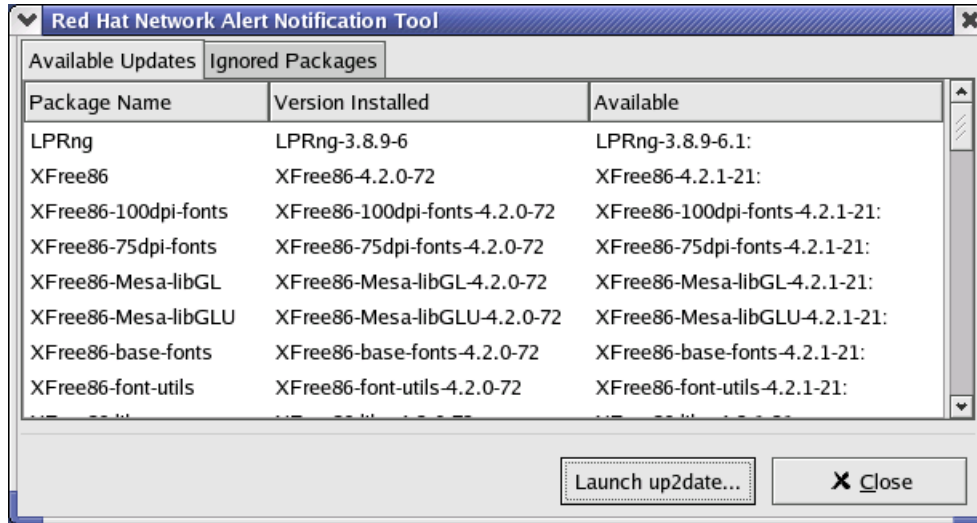 Red Hat Network Alert Notification Tool
Available Updates Ignored Packages
Package Name Version Installed Available
LPRng LPRng-3.8.9-6 LPRng-3.8.9-6.1:
XFree86 XFree86-4.2.0-72 XFree86-4.2.1-21:
XFree86-100dpi-fonts XFree86-100dpi-fonts-4.2.0-72 XFree86-100dpi-fonts-4.2.1-21:
XFree86-75dpi-fonts XFree86-75dpi-fonts-4.2.0-72 XFree86-75dpi-fonts-4.2.1-21:
XFree86-Mesa-libGL XFree86-Mesa-libGL-4.2.0-72 XFree86-Mesa-libGL-4.2.1-21:
XFree86-Mesa-libGLU XFree86-Mesa-libGLU-4.2.0-72 XFree86-Mesa-libGLU-4.2.1-21:
XFree86-base-fonts XFree86-base-fonts-4.2.0-72 XFree86-base-fonts-4.2.1-21:
XFree86-font-utils XFree86-font-utils-4.2.0-72 XFree86-font-utils-4.2.1-21:
Launch up2date... Close